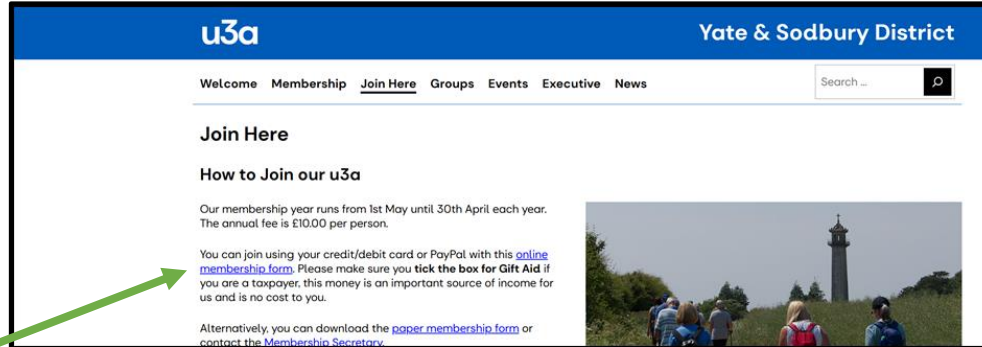 u3a
Yate & Sodbury District
Welcome Membership Join Here Groups Events Executive News
Search ...
Join Here
How to Join our u3a
Our membership year runs from 1st May until 30th April each year.
The annual fee is £10.00 per person.
You can join using your credit/debit card or PayPal with this online
membership form. Please make sure you tick the box for Gift Aid if
you are a taxpayer, this money is an important source of income for
us and is no cost to you.
Alternatively, you can download the paper membership form or
contact the Membership Secretary.